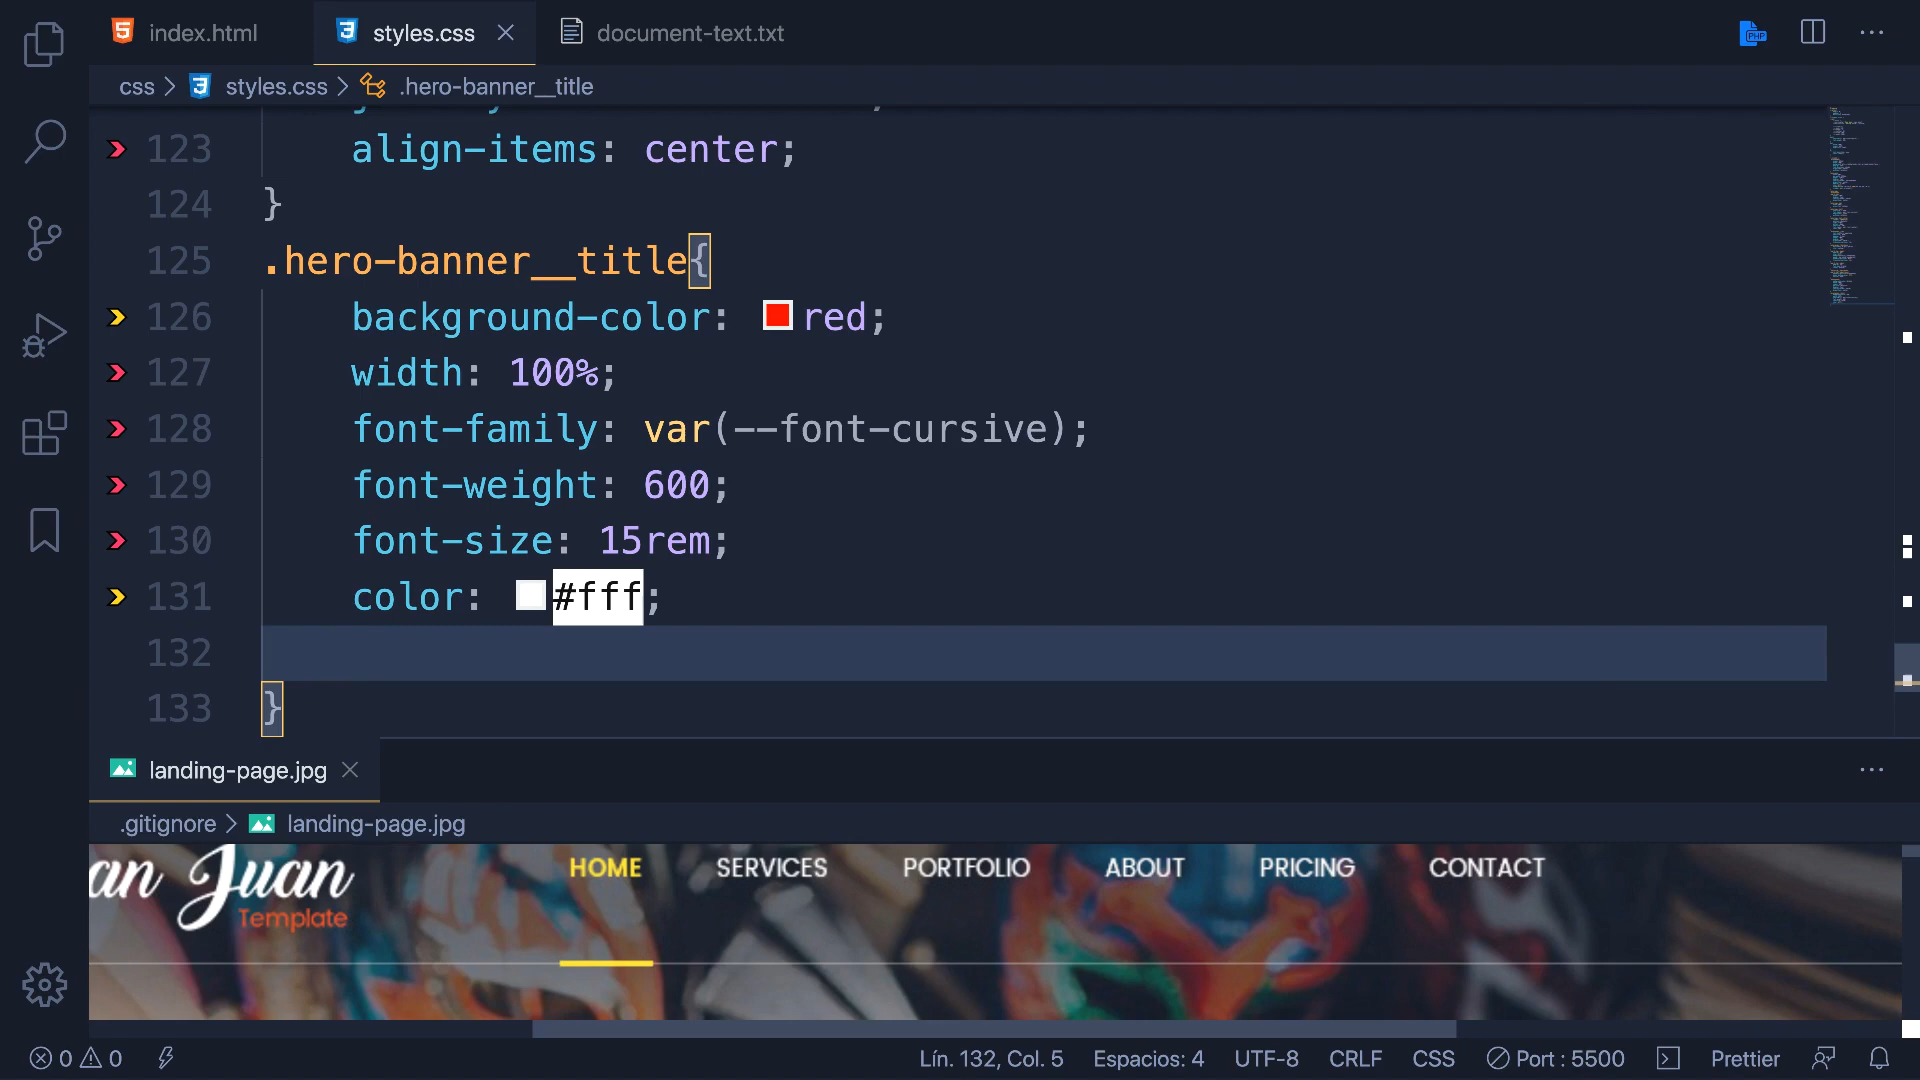 index.html
styles.css
document-text.txt
PHP
css
styles.css
.hero-banner__title
123 align-items: center;
124 }
125 .hero-banner__title{
126 background-color: red;
127 width: 100%;
128 font-family: var(--font-cursive);
129 font-weight: 600;
130 font-size: 15rem;
131 color: #fff;
132
133 }
landing-page.jpg
.gitignore
landing-page.jpg
an Juan
Template
HOME SERVICES PORTFOLIO ABOUT PRICING CONTACT
0 0 Lín. 132, Col. 5 Espacios: 4 UTF-8 CRLF CSS Port : 5500 Prettier